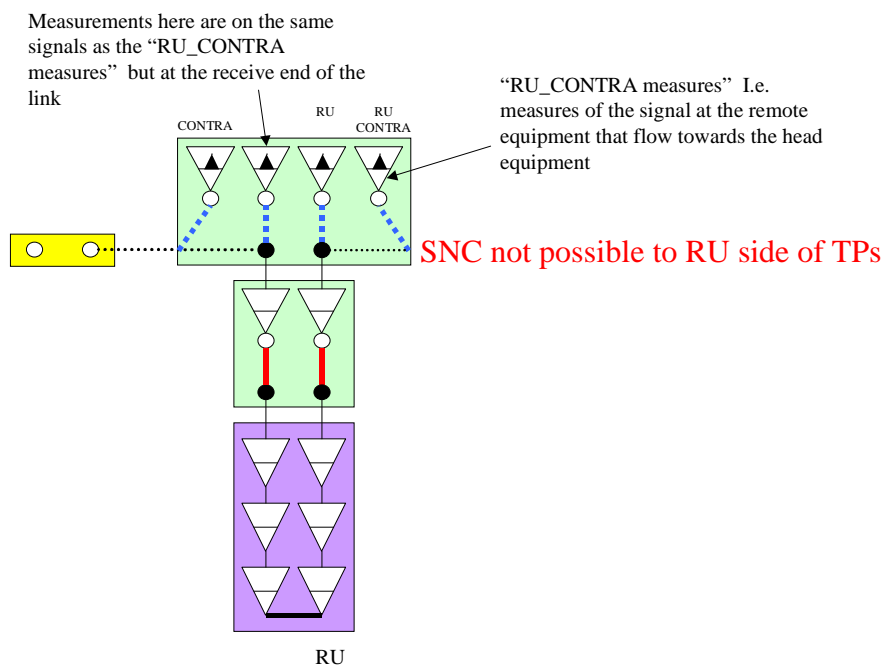 Measurements here are on the same
signals as the “RU_CONTRA
measures” but at the receive end of the
link
“RU_CONTRA measures” I.e.
measures of the signal at the remote
equipment that flow towards the head
equipment
CONTRA
RU
RU
CONTRA
SNC not possible to RU side of TPs
RU